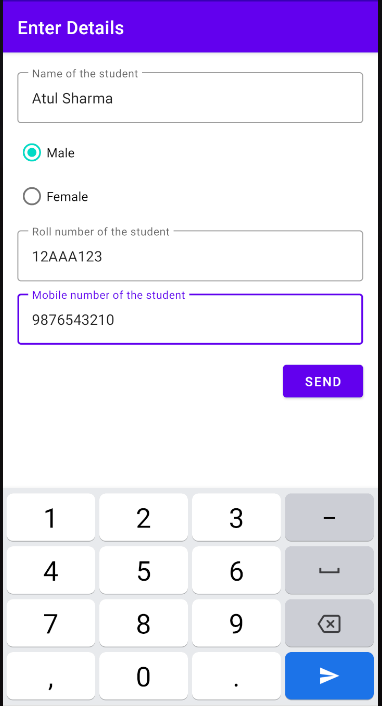 Enter Details
Name of the student
Atul Sharma
Male
Female
Roll number of the student
12AAA123
Mobile number of the student
9876543210
SEND
1 2 3 –
4 5 6
7 8 9
, 0 .